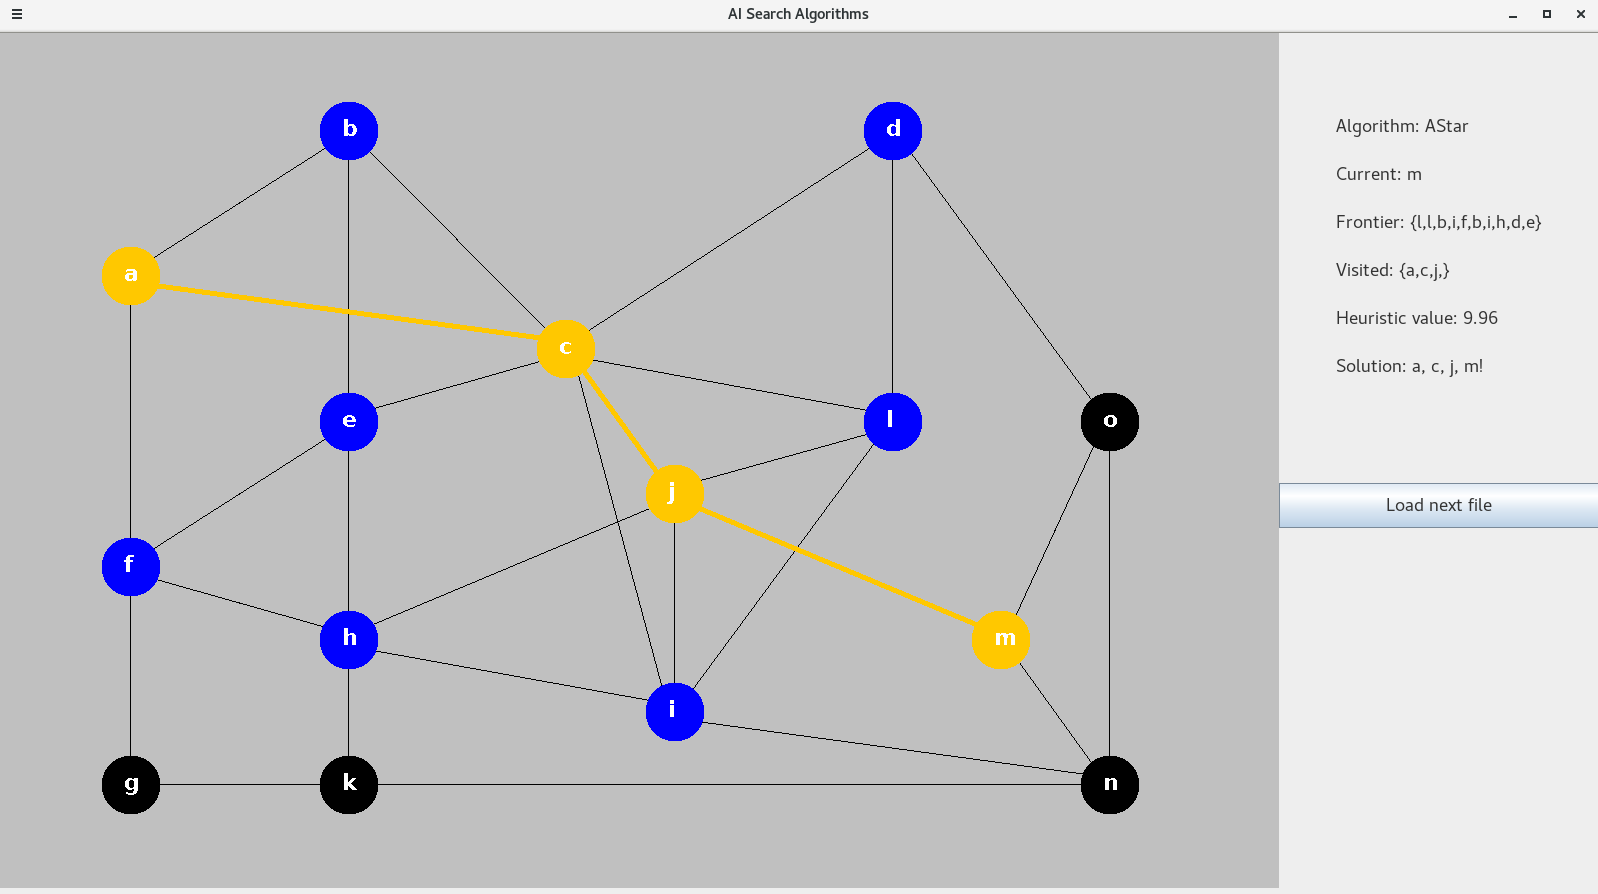 AI Search Algorithms
b
d
Algorithm: AStar
Current: m
Frontier: {l,l,b,i,f,b,i,h,d,e}
a
Visited: {a,c,j,}
Heuristic value: 9.96
c
Solution: a, c, j, m!
e
l
o
j
Load next file
f
h
m
i
g
k
n